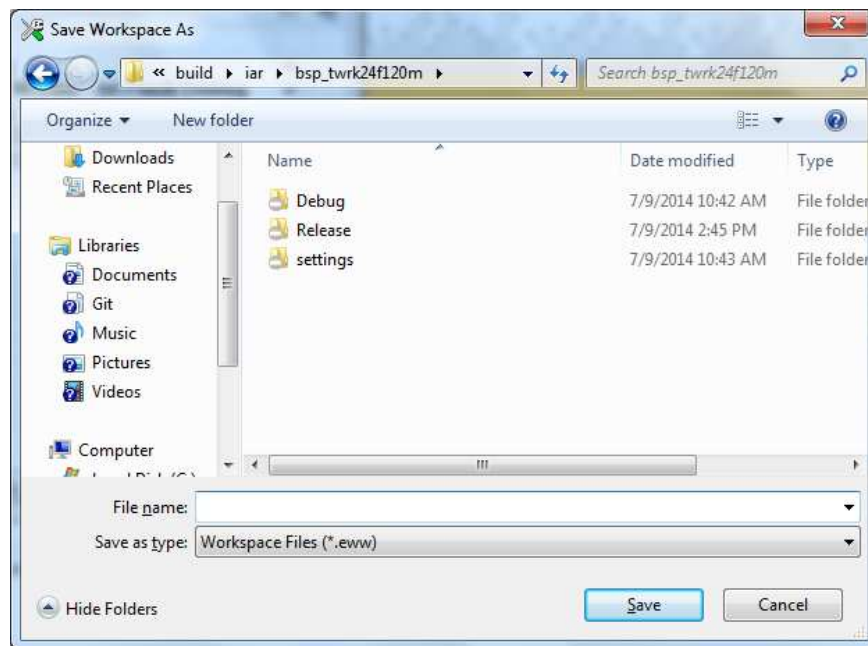 Save Workspace As
« build ▸ iar ▸ bsp_twrk24f120m ▸
Search bsp_twrk24f120m
Organize ▾ New folder
Downloads
Recent Places
Libraries
Documents
Git
Music
Pictures
Videos
Computer
Name Date modified Type
Debug 7/9/2014 10:42 AM File folder
Release 7/9/2014 2:45 PM File folder
settings 7/9/2014 10:43 AM File folder
File name:
Save as type: Workspace Files (*.eww)
Hide Folders
Save Cancel